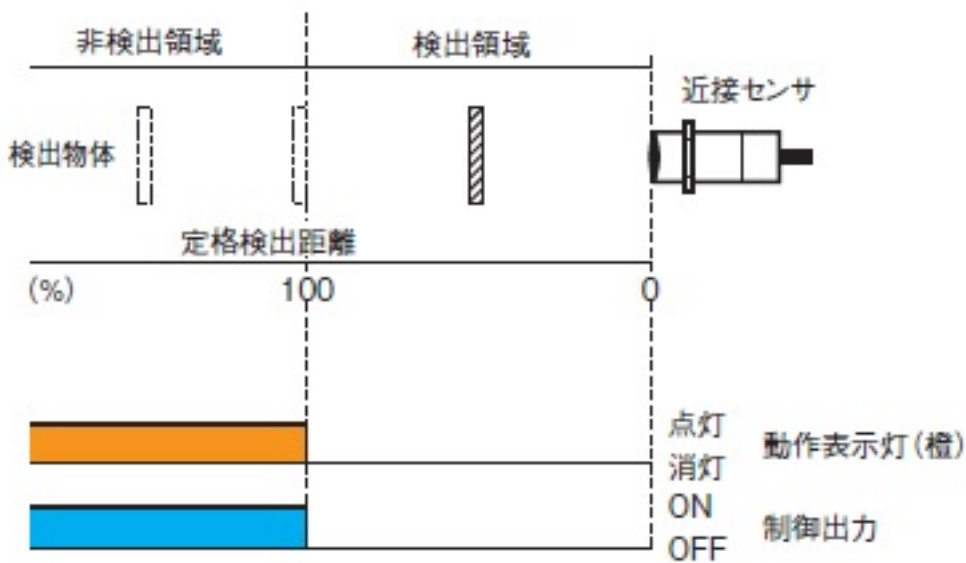 非検出領域 検出領域
近接センサ
検出物体
定格検出距離
(%) 100 0
点灯
消灯
動作表示灯(橙)
ON
OFF
制御出力